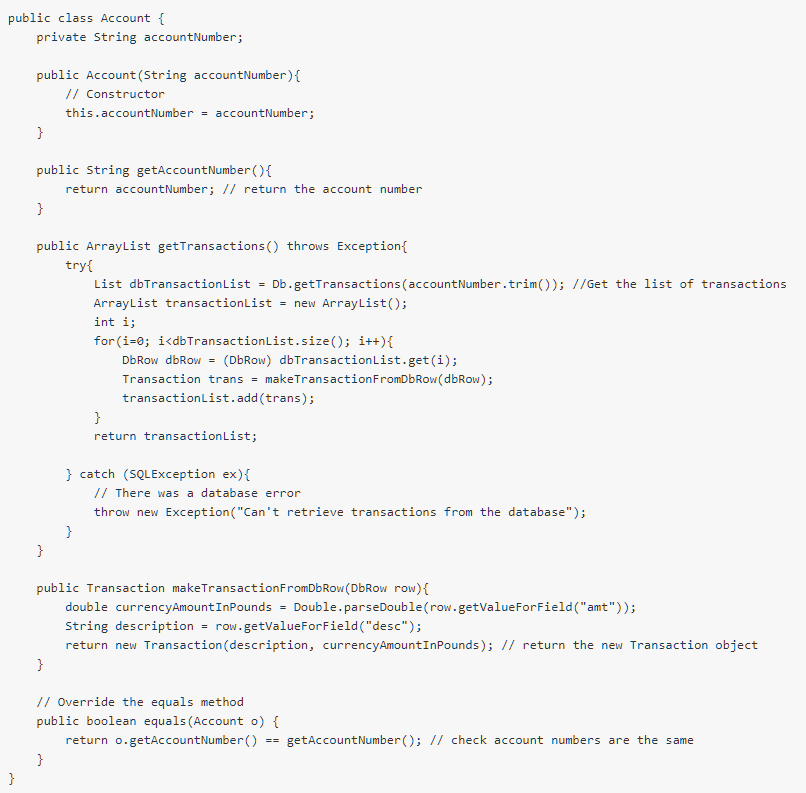 public class Account {
    private String accountNumber;

    public Account(String accountNumber){
        // Constructor
        this.accountNumber = accountNumber;
    }

    public String getAccountNumber(){
        return accountNumber; // return the account number
    }

    public ArrayList getTransactions() throws Exception{
        try{
            List dbTransactionList = Db.getTransactions(accountNumber.trim()); //Get the list of transactions
            ArrayList transactionList = new ArrayList();
            int i;
            for(i=0; i<dbTransactionList.size(); i++){
                DbRow dbRow = (DbRow) dbTransactionList.get(i);
                Transaction trans = makeTransactionFromDbRow(dbRow);
                transactionList.add(trans);
            }
            return transactionList;

        } catch (SQLException ex){
            // There was a database error
            throw new Exception("Can't retrieve transactions from the database");
        }
    }

    public Transaction makeTransactionFromDbRow(DbRow row){
        double currencyAmountInPounds = Double.parseDouble(row.getValueForField("amt"));
        String description = row.getValueForField("desc");
        return new Transaction(description, currencyAmountInPounds); // return the new Transaction object
    }

    // Override the equals method
    public boolean equals(Account o) {
        return o.getAccountNumber() == getAccountNumber(); // check account numbers are the same
    }
}